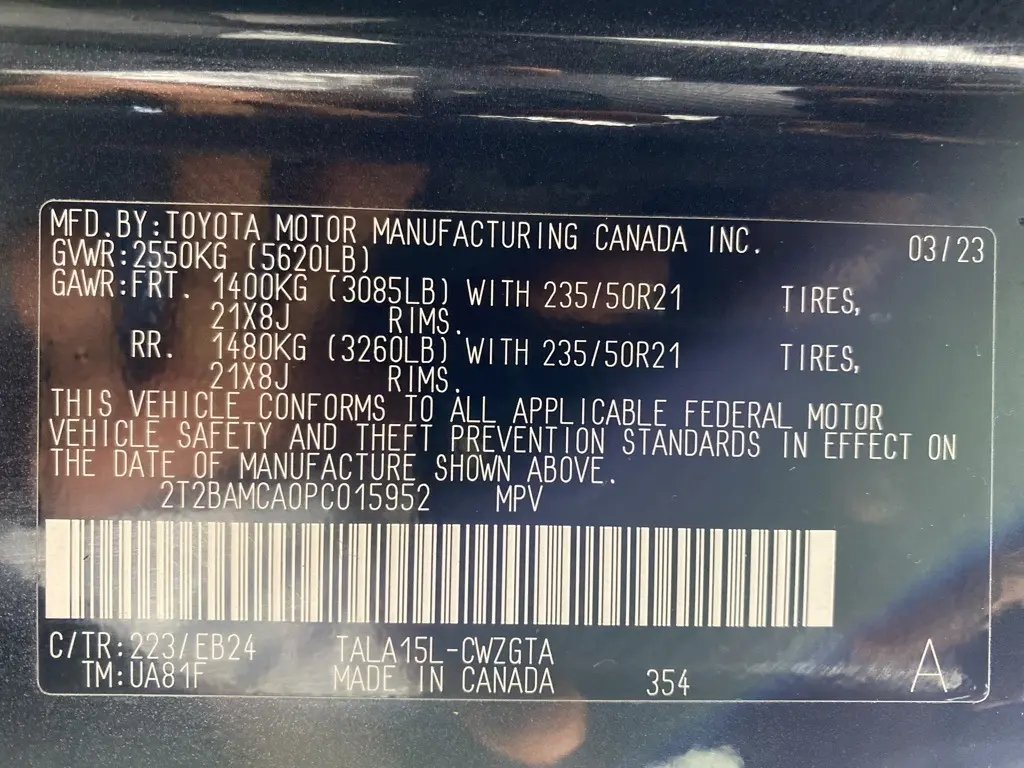 MFD.BY:TOYOTA MOTOR MANUFACTURING CANADA INC. 03/23
GVWR:2550KG (5620LB)
GAWR:FRT. 1400KG (3085LB) WITH 235/50R21 TIRES,
21X8J RIMS.
RR. 1480KG (3260LB) WITH 235/50R21 TIRES,
21X8J RIMS.
THIS VEHICLE CONFORMS TO ALL APPLICABLE FEDERAL MOTOR
VEHICLE SAFETY AND THEFT PREVENTION STANDARDS IN EFFECT ON
THE DATE OF MANUFACTURE SHOWN ABOVE.
2T2BAMCA0PC015952 MPV
C/TR:223/EB24 TALA15L-CWZGTA
TM:UA81F MADE IN CANADA 354 A